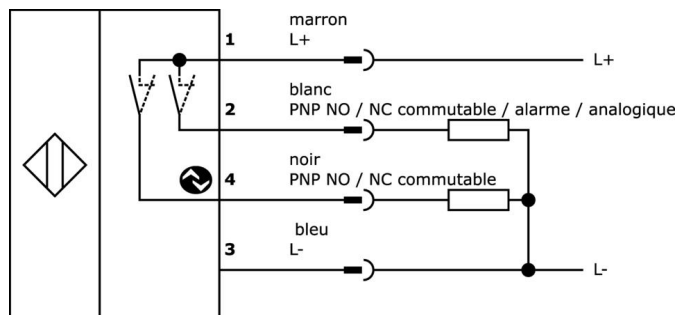 marron
1 L+
L+
blanc
2 PNP NO / NC commutable / alarme / analogique
noir
4 PNP NO / NC commutable
bleu
3 L-
L-